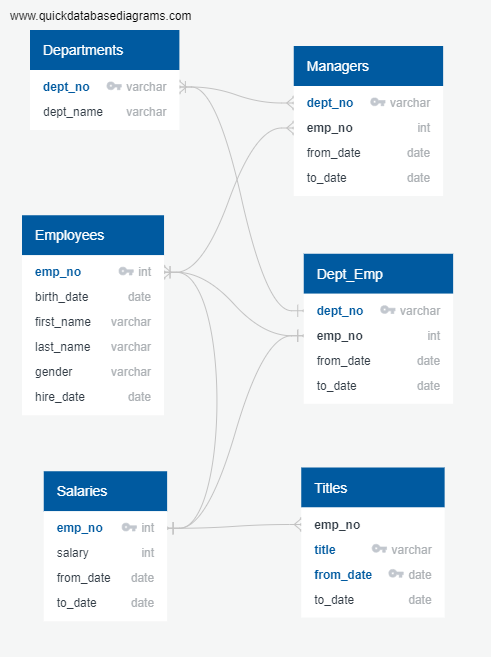 www.quickdatabasediagrams.com
Departments
dept_no varchar
dept_name varchar
Managers
dept_no varchar
emp_no int
from_date date
to_date date
Employees
emp_no int
birth_date date
first_name varchar
last_name varchar
gender varchar
hire_date date
Dept_Emp
dept_no varchar
emp_no int
from_date date
to_date date
Salaries
emp_no int
salary int
from_date date
to_date date
Titles
emp_no
title varchar
from_date date
to_date date